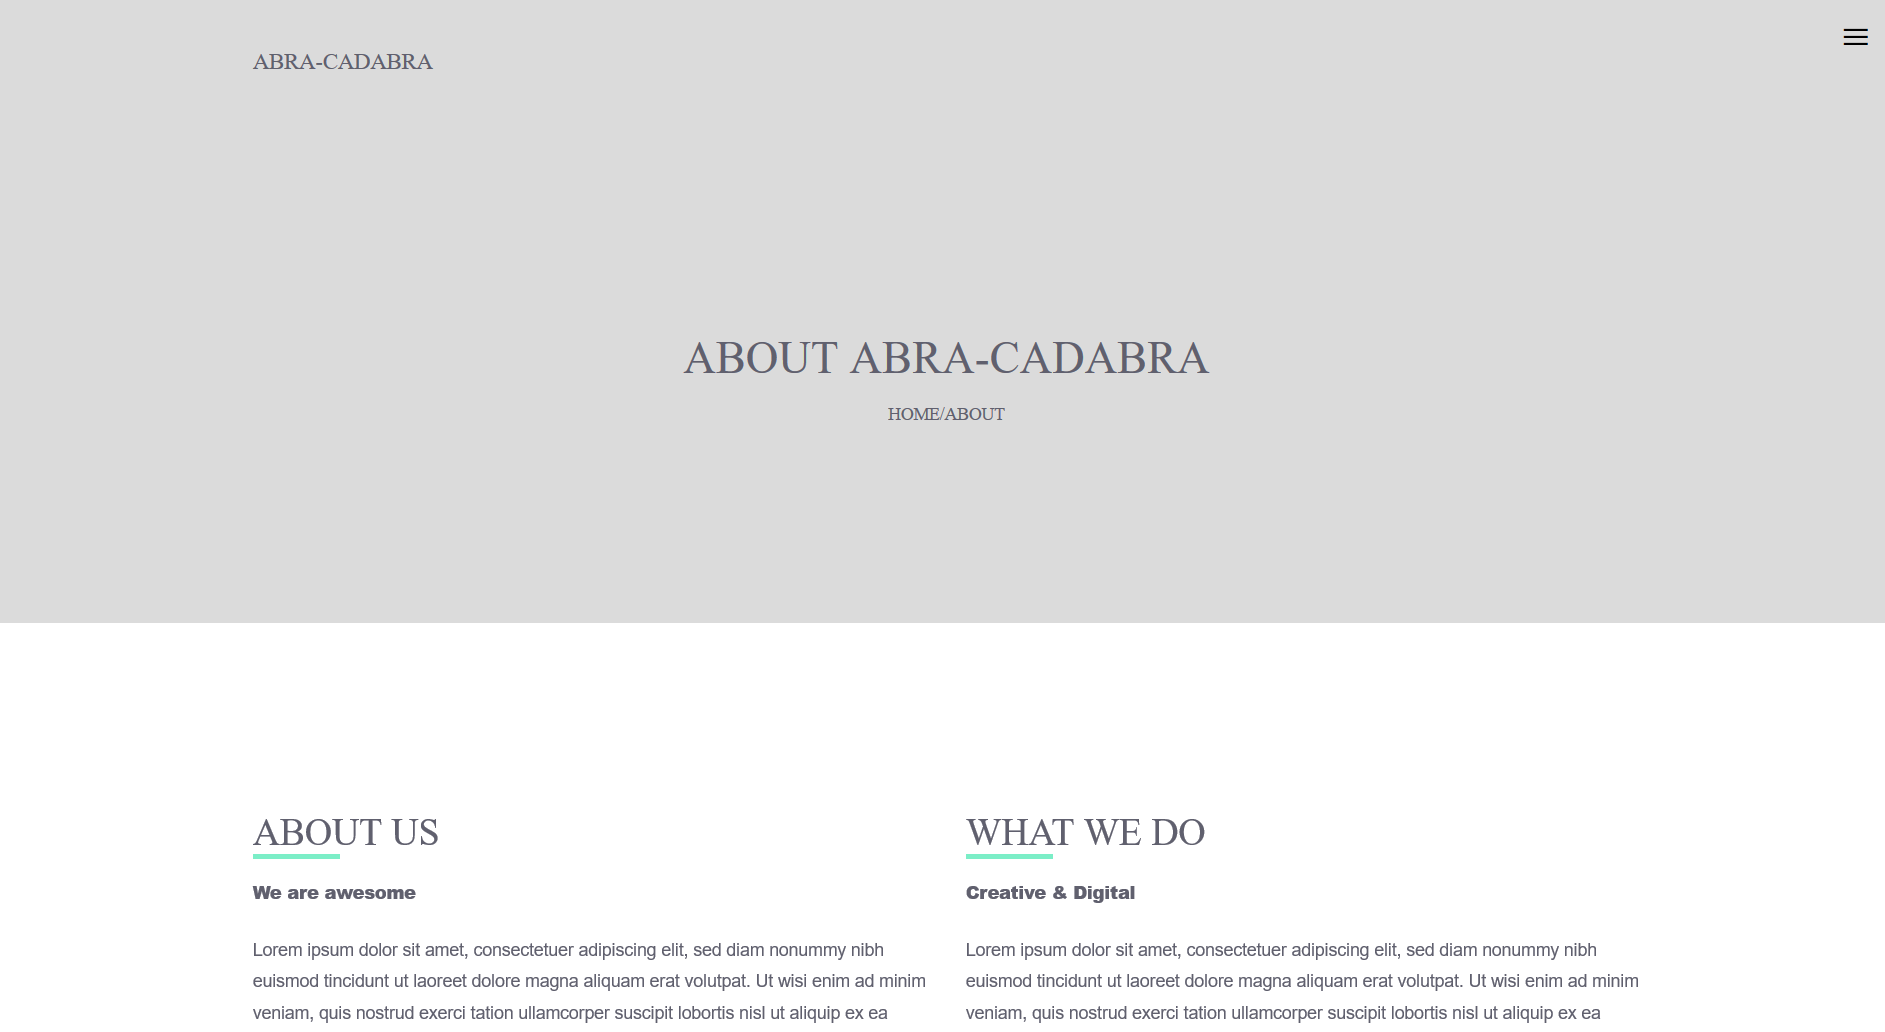 ABRA-CADABRA
ABOUT ABRA-CADABRA
HOME/ABOUT
ABOUT US
We are awesome
Lorem ipsum dolor sit amet, consectetuer adipiscing elit, sed diam nonummy nibh
euismod tincidunt ut laoreet dolore magna aliquam erat volutpat. Ut wisi enim ad minim
veniam, quis nostrud exerci tation ullamcorper suscipit lobortis nisl ut aliquip ex ea
WHAT WE DO
Creative & Digital
Lorem ipsum dolor sit amet, consectetuer adipiscing elit, sed diam nonummy nibh
euismod tincidunt ut laoreet dolore magna aliquam erat volutpat. Ut wisi enim ad minim
veniam, quis nostrud exerci tation ullamcorper suscipit lobortis nisl ut aliquip ex ea